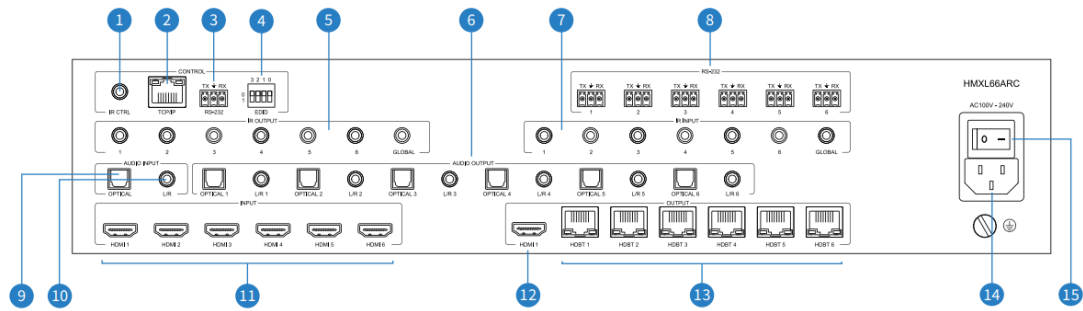 1 2 3 4 5 6 7 8
CONTROL
3 2 1 0
TX RX
0
1
IR CTRL TCP/IP RS-232 EDID
RS-232
TX RX TX RX TX RX TX RX TX RX TX RX
1 2 3 4 5 6
HMXL66ARC
AC100V - 240V
IR OUTPUT
1 2 3 4 5 6 GLOBAL
IR INPUT
1 2 3 4 5 6 GLOBAL
AUDIO INPUT
OPTICAL L/R
AUDIO OUTPUT
OPTICAL 1 L/R 1 OPTICAL 2 L/R 2 OPTICAL 3 L/R 3 OPTICAL 4 L/R 4 OPTICAL 5 L/R 5 OPTICAL 6 L/R 6
INPUT
HDMI 1 HDMI 2 HDMI 3 HDMI 4 HDMI 5 HDMI 6
OUTPUT
HDMI 1 HDBT 1 HDBT 2 HDBT 3 HDBT 4 HDBT 5 HDBT 6
9 10 11 12 13 14 15